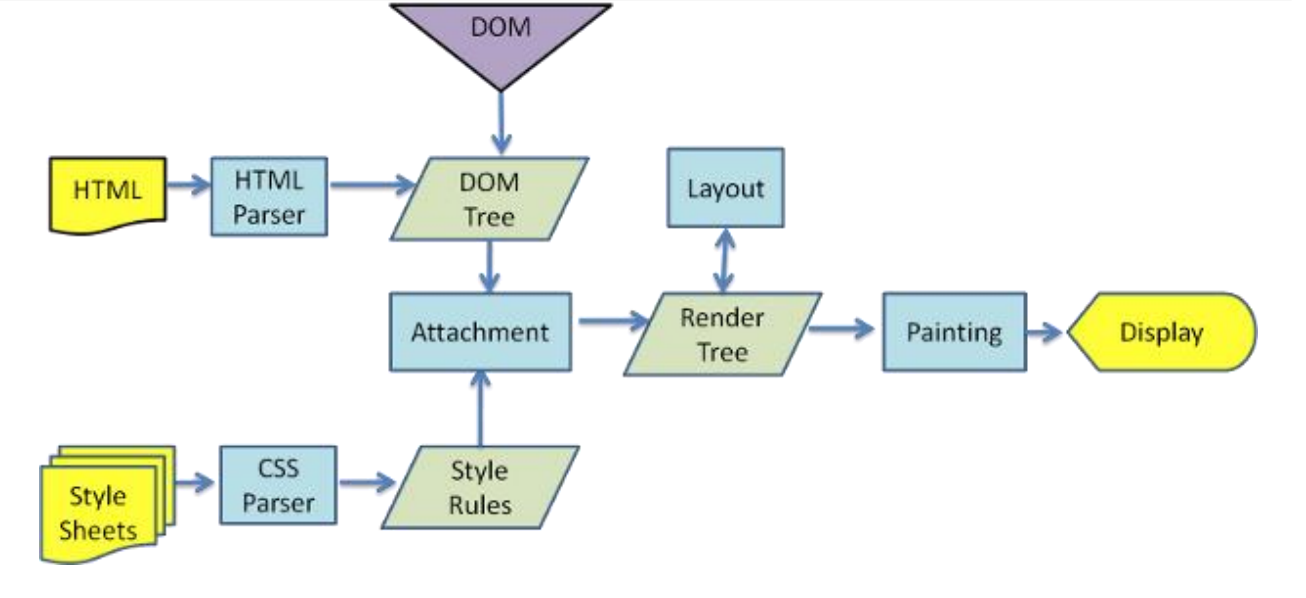 DOM
HTML
HTML
Parser
DOM
Tree
Layout
Attachment
Render
Tree
Painting
Display
Style
Sheets
CSS
Parser
Style
Rules